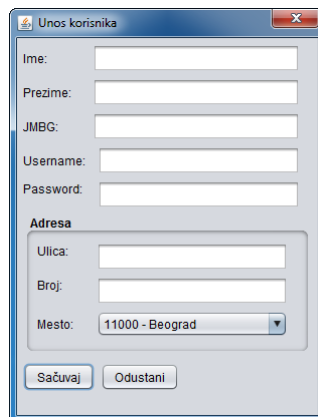 Unos korisnika
Ime:
Prezime:
JMBG:
Username:
Password:
Adresa
Ulica:
Broj:
Mesto: 11000 - Beograd
Sačuvaj Odustani